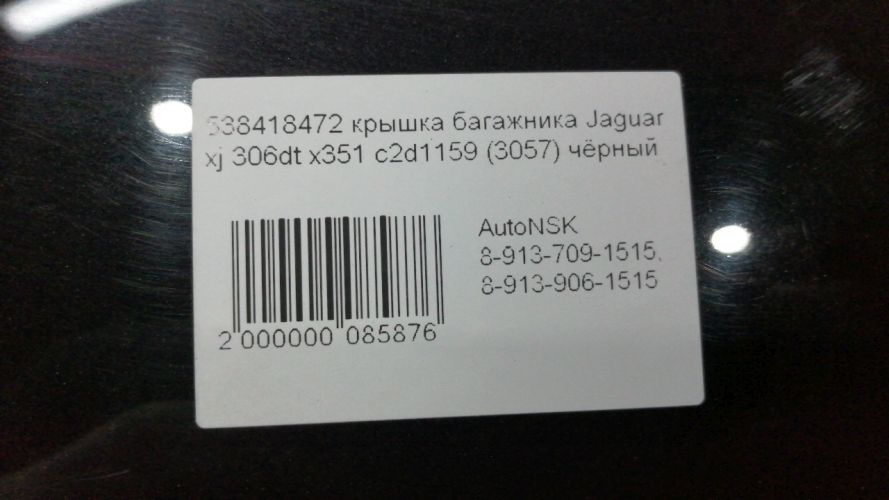 538418472 крышка багажника Jaguar
xj 306dt x351 c2d1159 (3057) чёрный
AutoNSK
8-913-709-1515,
8-913-906-1515
2 000000 085876